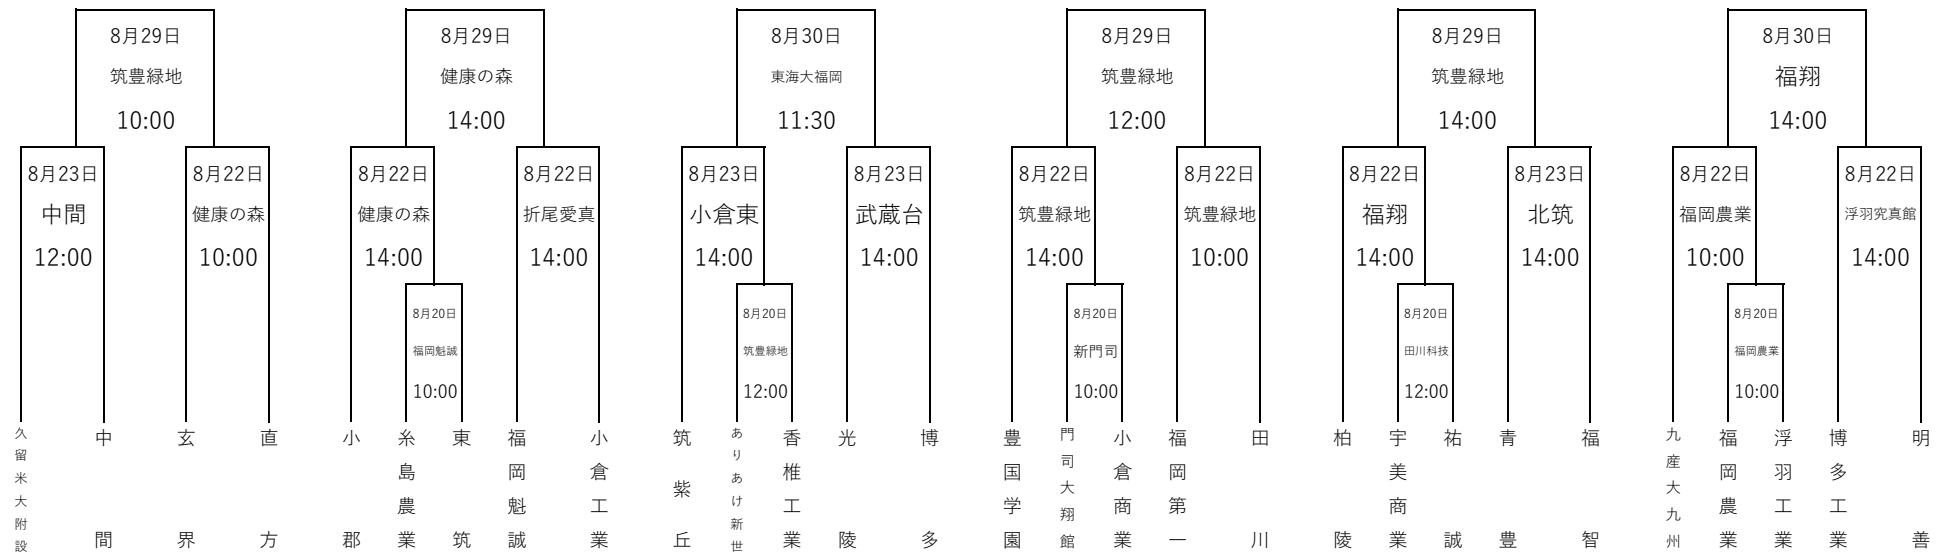 8月29日
筑豊緑地
10:00
8月29日
健康の森
14:00
8月30日
東海大福岡
11:30
8月29日
筑豊緑地
12:00
8月29日
筑豊緑地
14:00
8月30日
福翔
14:00
8月23日
中間
12:00
8月22日
健康の森
10:00
8月22日
健康の森
14:00
8月22日
折尾愛真
14:00
8月23日
小倉東
14:00
8月23日
武蔵台
14:00
8月22日
筑豊緑地
14:00
8月22日
筑豊緑地
10:00
8月22日
福翔
14:00
8月23日
北筑
14:00
8月22日
福岡農業
10:00
8月22日
浮羽究真館
14:00
8月20日
福岡魁誠
10:00
8月20日
筑豊緑地
12:00
8月20日
新門司
10:00
8月20日
田川科技
12:00
8月20日
福岡農業
10:00
久留米大附設
中間
玄界
直方
小郡
糸島農業
東筑
福岡魁誠
小倉工業
筑紫丘
ありあけ新世
香椎工業
光陵
博多
豊国学園
門司大翔館
小倉商業
福岡第一
田川
柏陵
宇美商業
祐誠
青豊
福智
九産大九州
福岡農業
浮羽工業
博多工業
明善